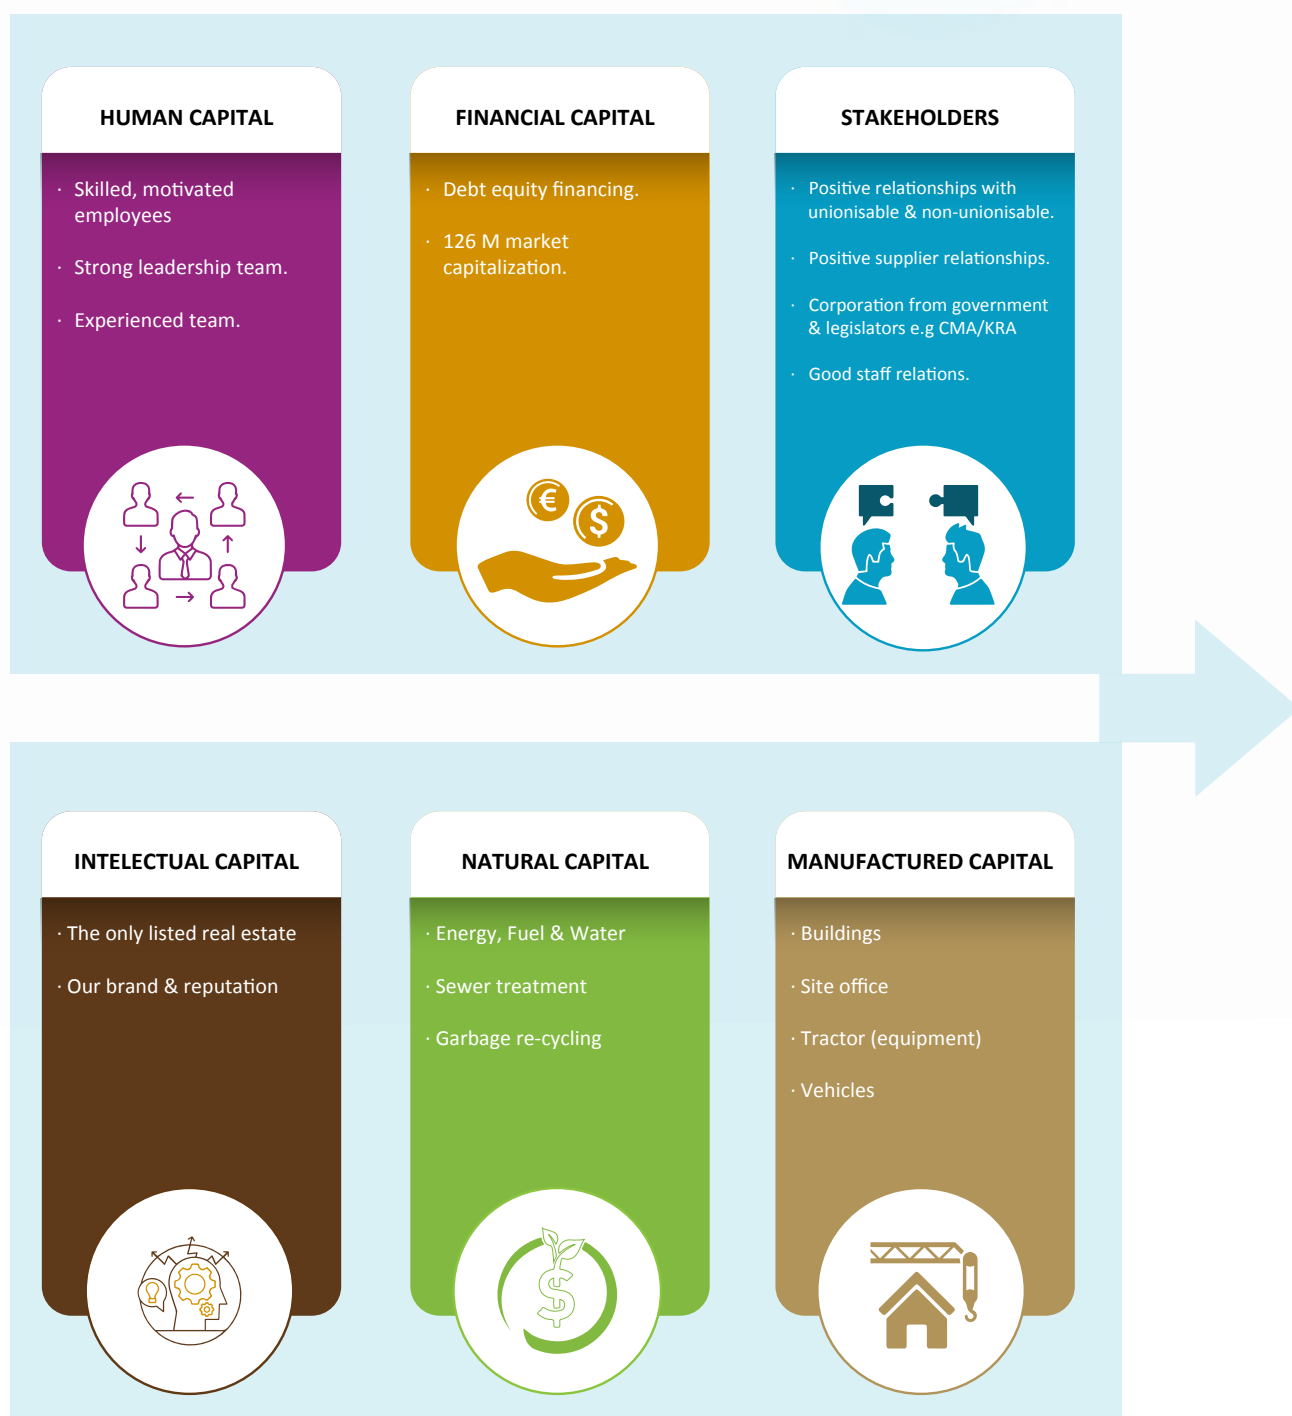 HUMAN CAPITAL
· Skilled, motivated
employees
· Strong leadership team.
· Experienced team.
FINANCIAL CAPITAL
· Debt equity financing.
· 126 M market
capitalization.
€
$
STAKEHOLDERS
· Positive relationships with
unionisable & non-unionisable.
· Positive supplier relationships.
· Corporation from government
& legislators e.g CMA/KRA
· Good staff relations.
INTELECTUAL CAPITAL
· The only listed real estate
· Our brand & reputation
NATURAL CAPITAL
· Energy, Fuel & Water
· Sewer treatment
· Garbage re-cycling
$
MANUFACTURED CAPITAL
· Buildings
· Site office
· Tractor (equipment)
· Vehicles